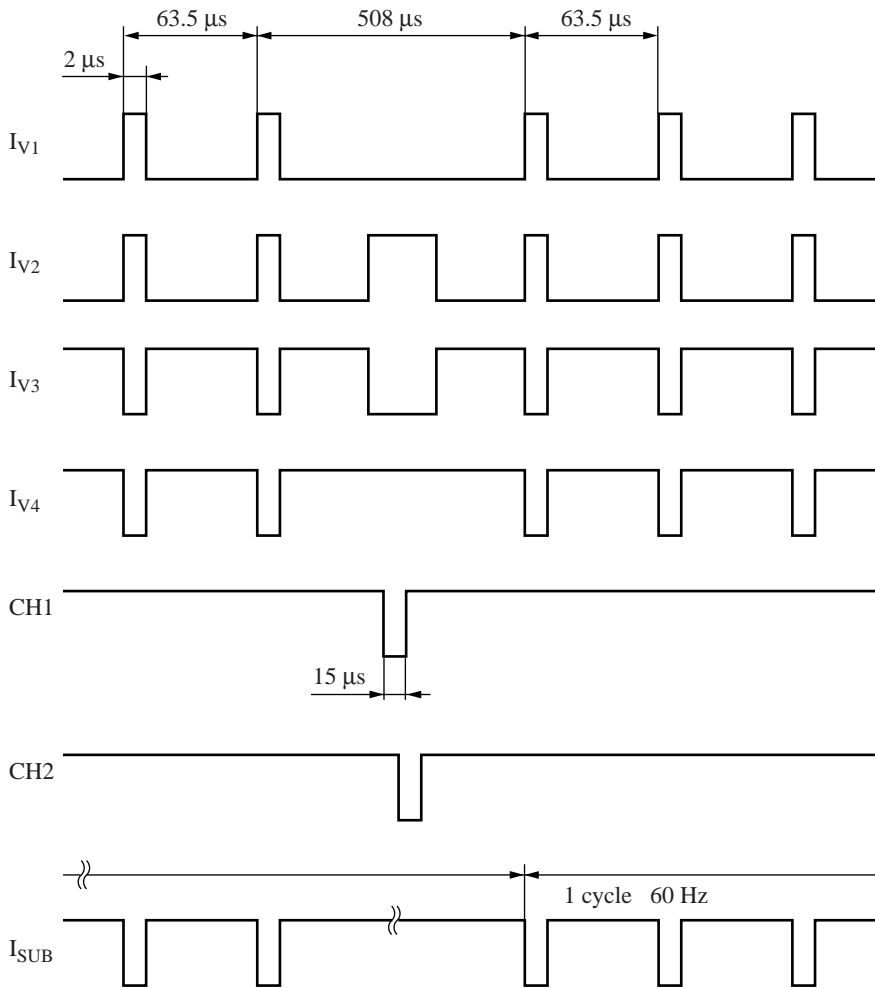 63.5 µs 508 µs 63.5 µs
2 µs
IV1
IV2
IV3
IV4
CH1
15 µs
CH2
1 cycle 60 Hz
ISUB